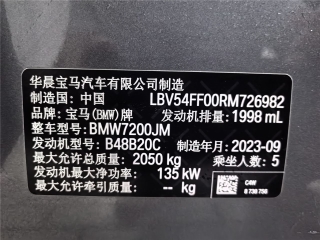 华晨宝马汽车有限公司制造
制造国：中国 LBV54FF00RM726982
品牌：宝马(BMW)牌 发动机排量：1998 mL
整车型号：BMW7200JM
发动机型号：B48B20C 制造年月：2023-09
最大允许总质量：2050 kg 乘坐人数：5
发动机最大净功率： 135 kW
最大允许牵引质量： -- kg